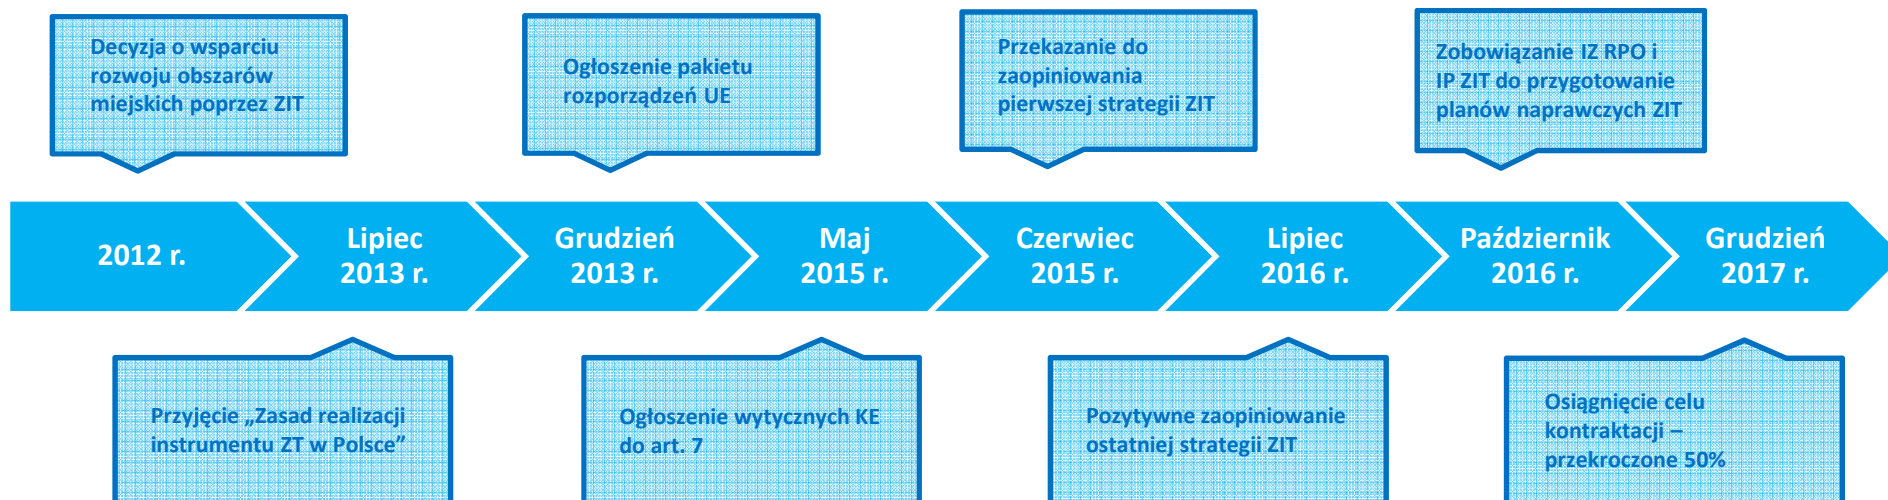 Decyzja o wsparciu
rozwoju obszarów
miejskich poprzez ZIT
Ogłoszenie pakietu
rozporządzeń UE
Przekazanie do
zaopiniowania
pierwszej strategii ZIT
Zobowiązanie IZ RPO i
IP ZIT do przygotowanie
planów naprawczych ZIT
2012 r.
Lipiec
2013 r.
Grudzień
2013 r.
Maj
2015 r.
Czerwiec
2015 r.
Lipiec
2016 r.
Październik
2016 r.
Grudzień
2017 r.
Przyjęcie „Zasad realizacji
instrumentu ZT w Polsce”
Ogłoszenie wytycznych KE
do art. 7
Pozytywne zaopiniowanie
ostatniej strategii ZIT
Osiągnięcie celu
kontraktacji –
przekroczone 50%